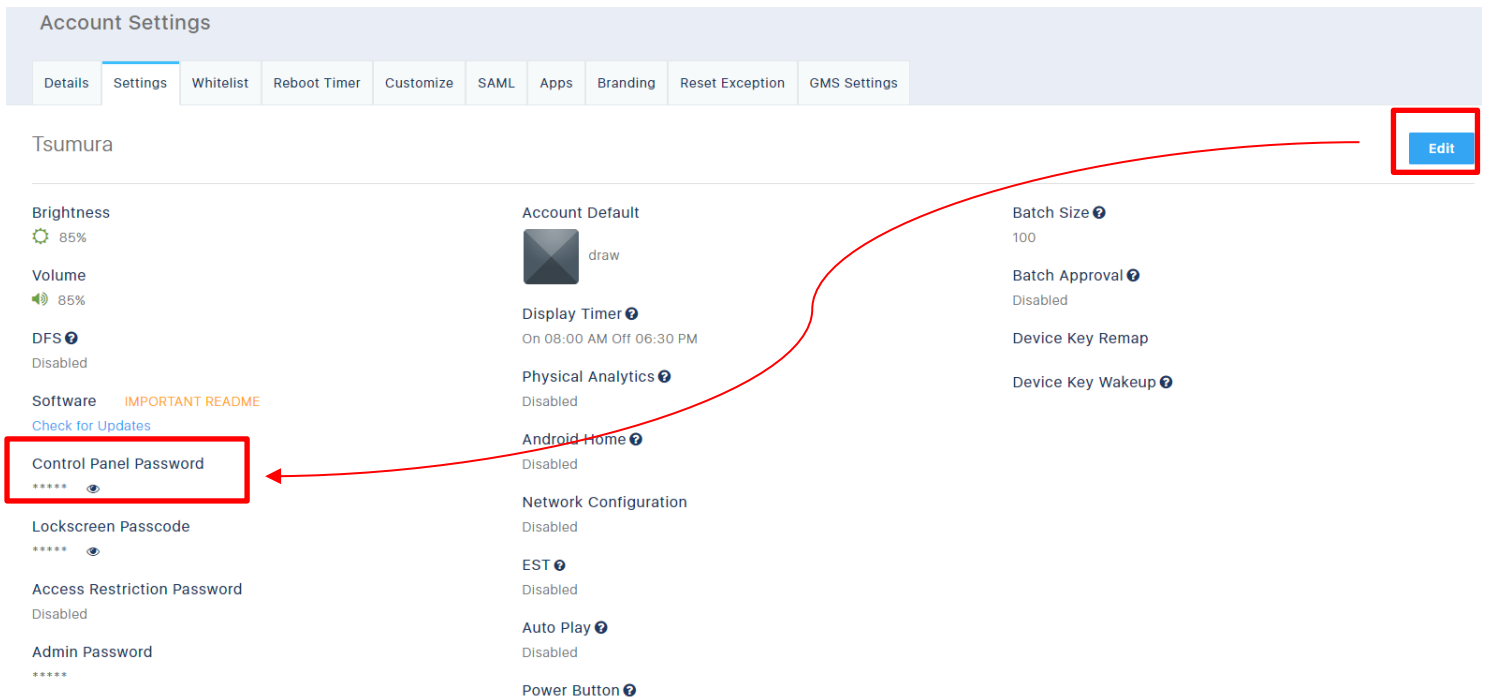 Account Settings
Details Settings Whitelist Reboot Timer Customize SAML Apps Branding Reset Exception GMS Settings
Tsumura
Edit
Brightness
85%
Volume
85%
DFS
Disabled
Software IMPORTANT README
Check for Updates
Control Panel Password
*****
Lockscreen Passcode
*****
Access Restriction Password
Disabled
Admin Password
*****
Account Default
draw
Display Timer
On 08:00 AM Off 06:30 PM
Physical Analytics
Disabled
Android Home
Disabled
Network Configuration
Disabled
EST
Disabled
Auto Play
Disabled
Power Button
Batch Size
100
Batch Approval
Disabled
Device Key Remap
Device Key Wakeup